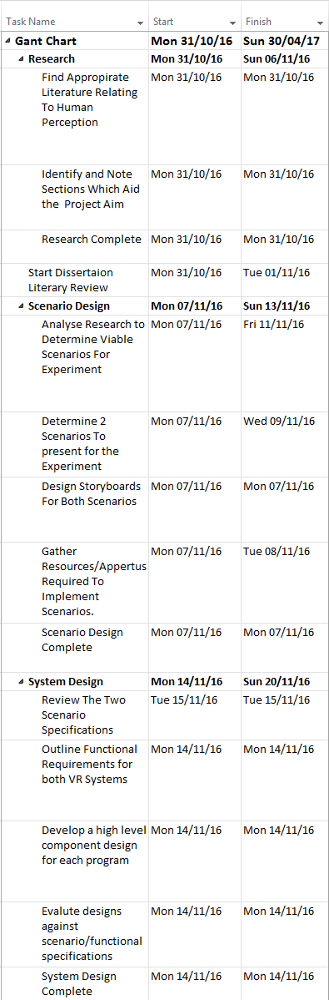 Task Name Start Finish
Gant Chart Mon 31/10/16 Sun 30/04/17
Research Mon 31/10/16 Sun 06/11/16
Find Appropirate Mon 31/10/16 Mon 31/10/16
Literature Relating
To Human
Perception
Identify and Note Mon 31/10/16 Mon 31/10/16
Sections Which Aid
the Project Aim
Research Complete Mon 31/10/16 Mon 31/10/16
Start Dissertaion Mon 31/10/16 Tue 01/11/16
Literary Review
Scenario Design Mon 07/11/16 Sun 13/11/16
Analyse Research to Mon 07/11/16 Fri 11/11/16
Determine Viable
Scenarios For
Experiment
Determine 2 Mon 07/11/16 Wed 09/11/16
Scenarios To
present for the
Experiment
Design Storyboards Mon 07/11/16 Mon 07/11/16
For Both Scenarios
Gather Mon 07/11/16 Tue 08/11/16
Resources/Appertus
Required To
Implement
Scenarios.
Scenario Design Mon 07/11/16 Mon 07/11/16
Complete
System Design Mon 14/11/16 Sun 20/11/16
Review The Two Tue 15/11/16 Tue 15/11/16
Scenario
Specifications
Outline Functional Mon 14/11/16 Mon 14/11/16
Requirements for
both VR Systems
Develop a high level Mon 14/11/16 Mon 14/11/16
component design
for each program
Evalute designs Mon 14/11/16 Mon 14/11/16
against
scenario/functional
specifications
System Design Mon 14/11/16 Mon 14/11/16
Complete